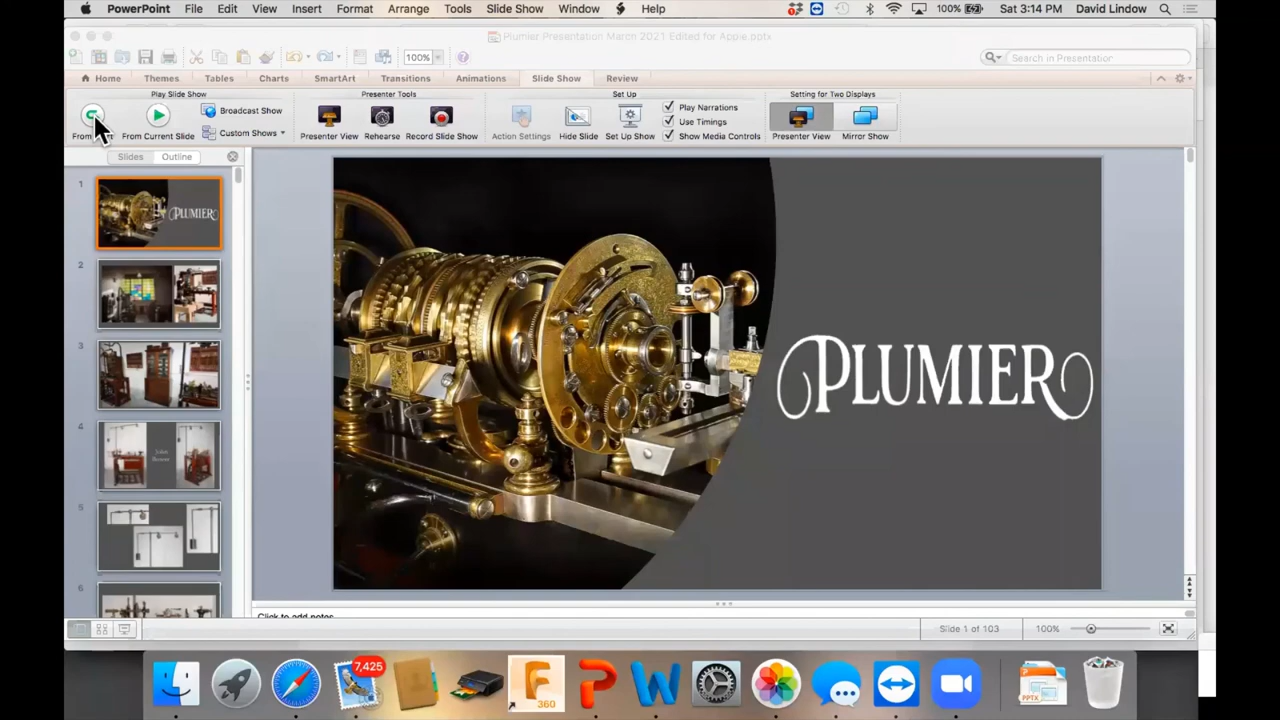 PowerPoint File Edit View Insert Format Arrange Tools Slide Show Window Help 100% Sat 3:14 PM David Lindow
Plumier Presentation March 2021 Edited for Apple.pptx
100% Search in Presentation
Home Themes Tables Charts SmartArt Transitions Animations Slide Show Review
Play Slide Show Presenter Tools Set Up Setting for Two Displays
Broadcast Show Play Narrations
Use Timings
From From Current Slide Custom Shows Presenter View Rehearse Record Slide Show Action Settings Hide Slide Set Up Show Show Media Controls Presenter View Mirror Show
Slides Outline
1
PLUMIER
2
3
4
5
6
PLUMIER
Click to add notes
Slide 1 of 103 100%
7,425
F
360
P
W
PPTX